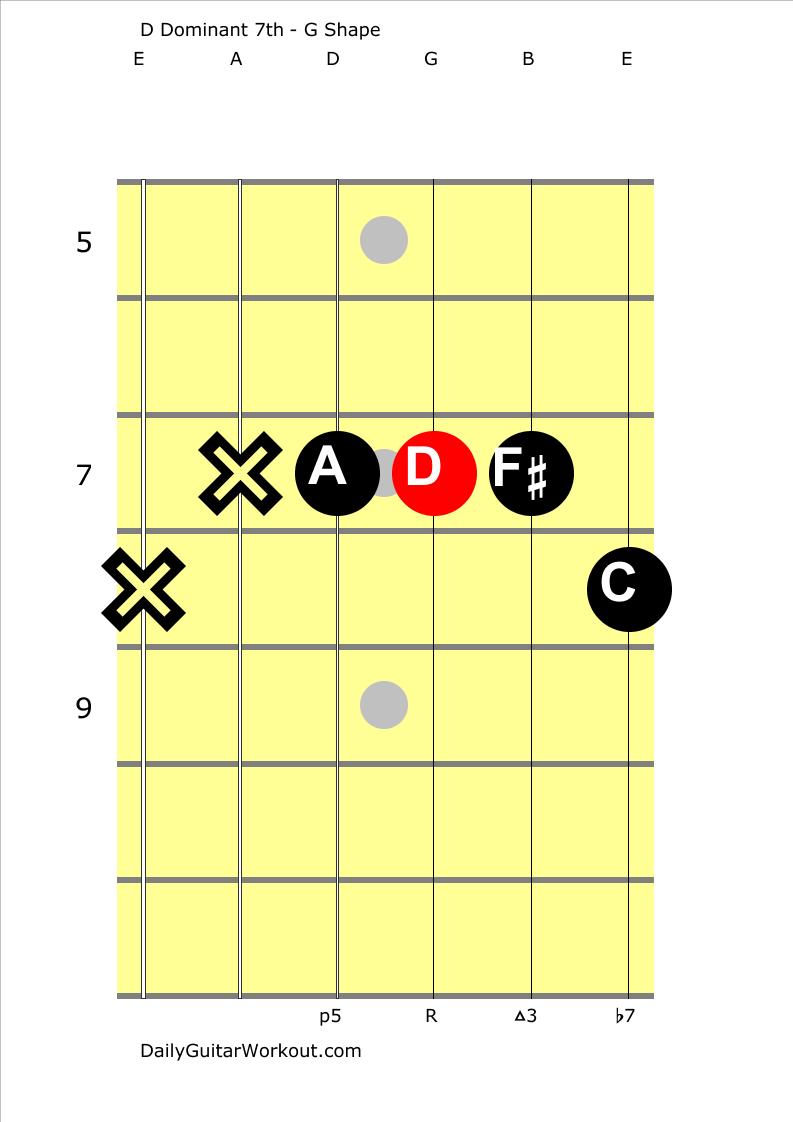 D Dominant 7th - G Shape
E A D G B E
5
7 A D F♯
C
9
p5 R △3 ♭7
DailyGuitarWorkout.com